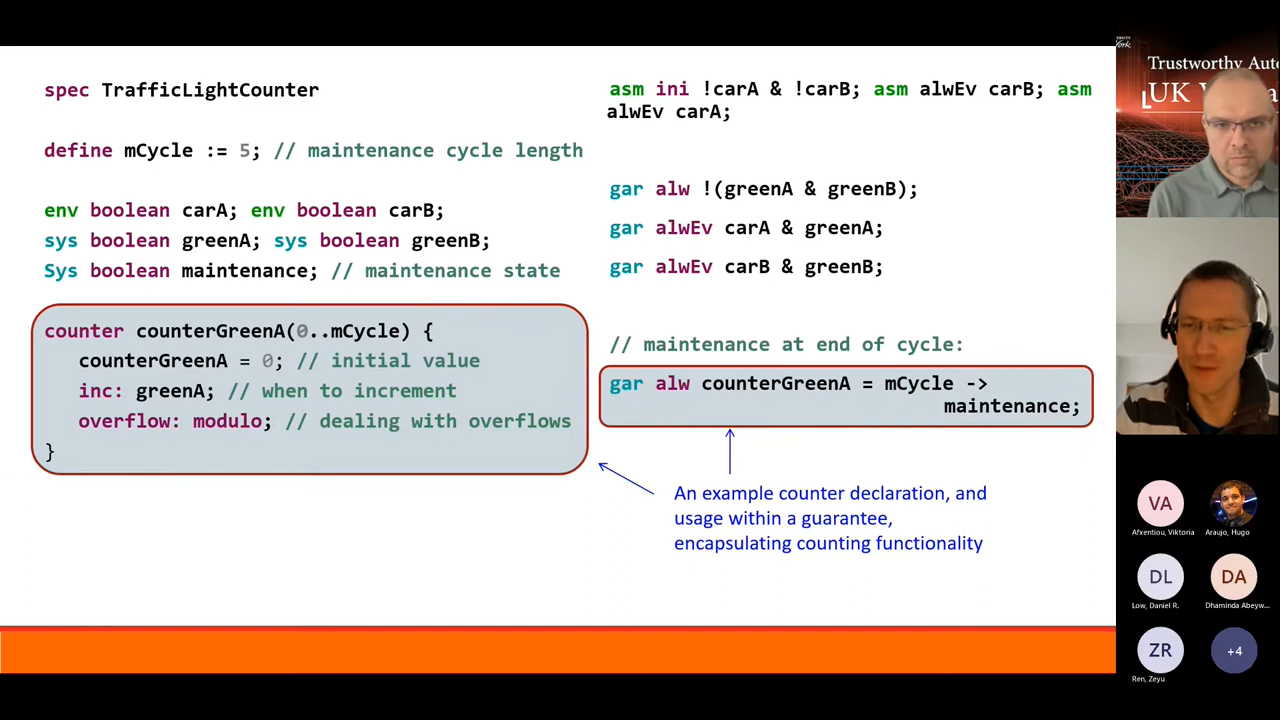 spec TrafficLightCounter
define mCycle := 5; // maintenance cycle length
env boolean carA; env boolean carB;
sys boolean greenA; sys boolean greenB;
Sys boolean maintenance; // maintenance state
counter counterGreenA(0..mCycle) {
counterGreenA = 0; // initial value
inc: greenA; // when to increment
overflow: modulo; // dealing with overflows
}
asm ini !carA & !carB; asm alwEv carB; asm
alwEv carA;
gar alw !(greenA & greenB);
gar alwEv carA & greenA;
gar alwEv carB & greenB;
// maintenance at end of cycle:
gar alw counterGreenA = mCycle ->
maintenance;
An example counter declaration, and
usage within a guarantee,
encapsulating counting functionality
Trustworthy Aut
UK
VA
Afxentiou, Viktoria
Araujo, Hugo
DL
Low, Daniel R.
DA
Dhaminda Abeyw...
ZR
Ren, Zeyu
+4